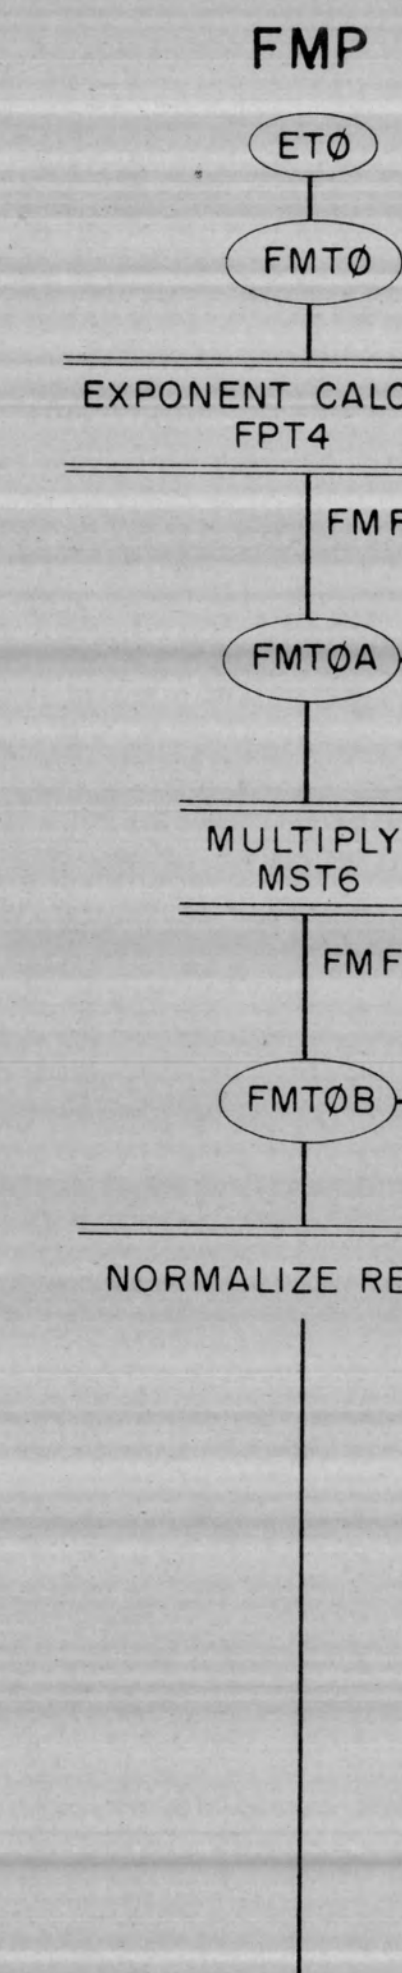 FMP
ETØ
FMTØ
EXPONENT CALC
FPT4
FMF
FMTØA
MULTIPLY
MST6
FMF
FMTØB
NORMALIZE RE